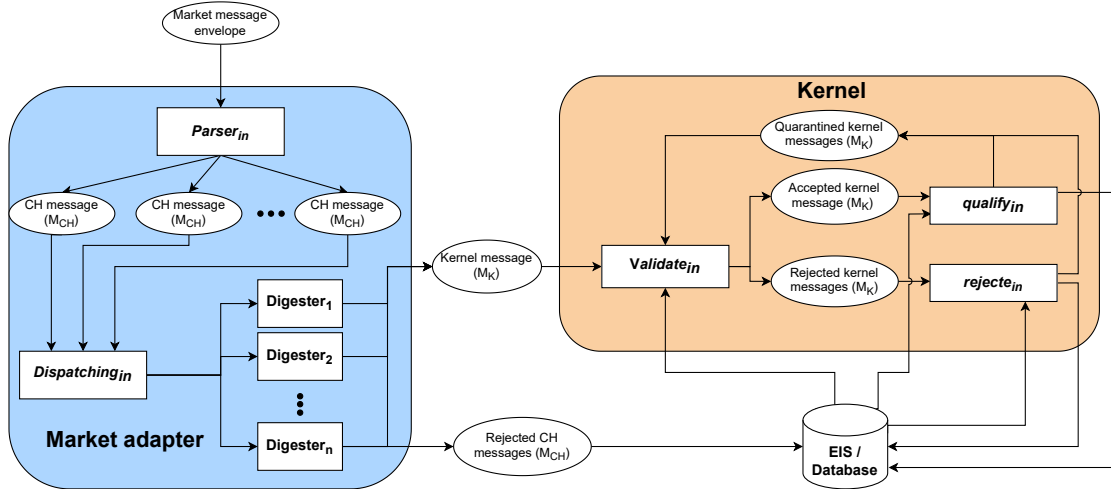 Market message
envelope
Parser_in
CH message
(M_CH)
CH message
(M_CH)
CH message
(M_CH)
Dispatching_in
Digester_1
Digester_2
Digester_n
Market adapter
Kernel message
(M_K)
Rejected CH
messages (M_CH)
Kernel
Quarantined kernel
messages (M_K)
Accepted kernel
message (M_K)
Rejected kernel
messages (M_K)
Validate_in
qualify_in
rejecte_in
EIS /
Database